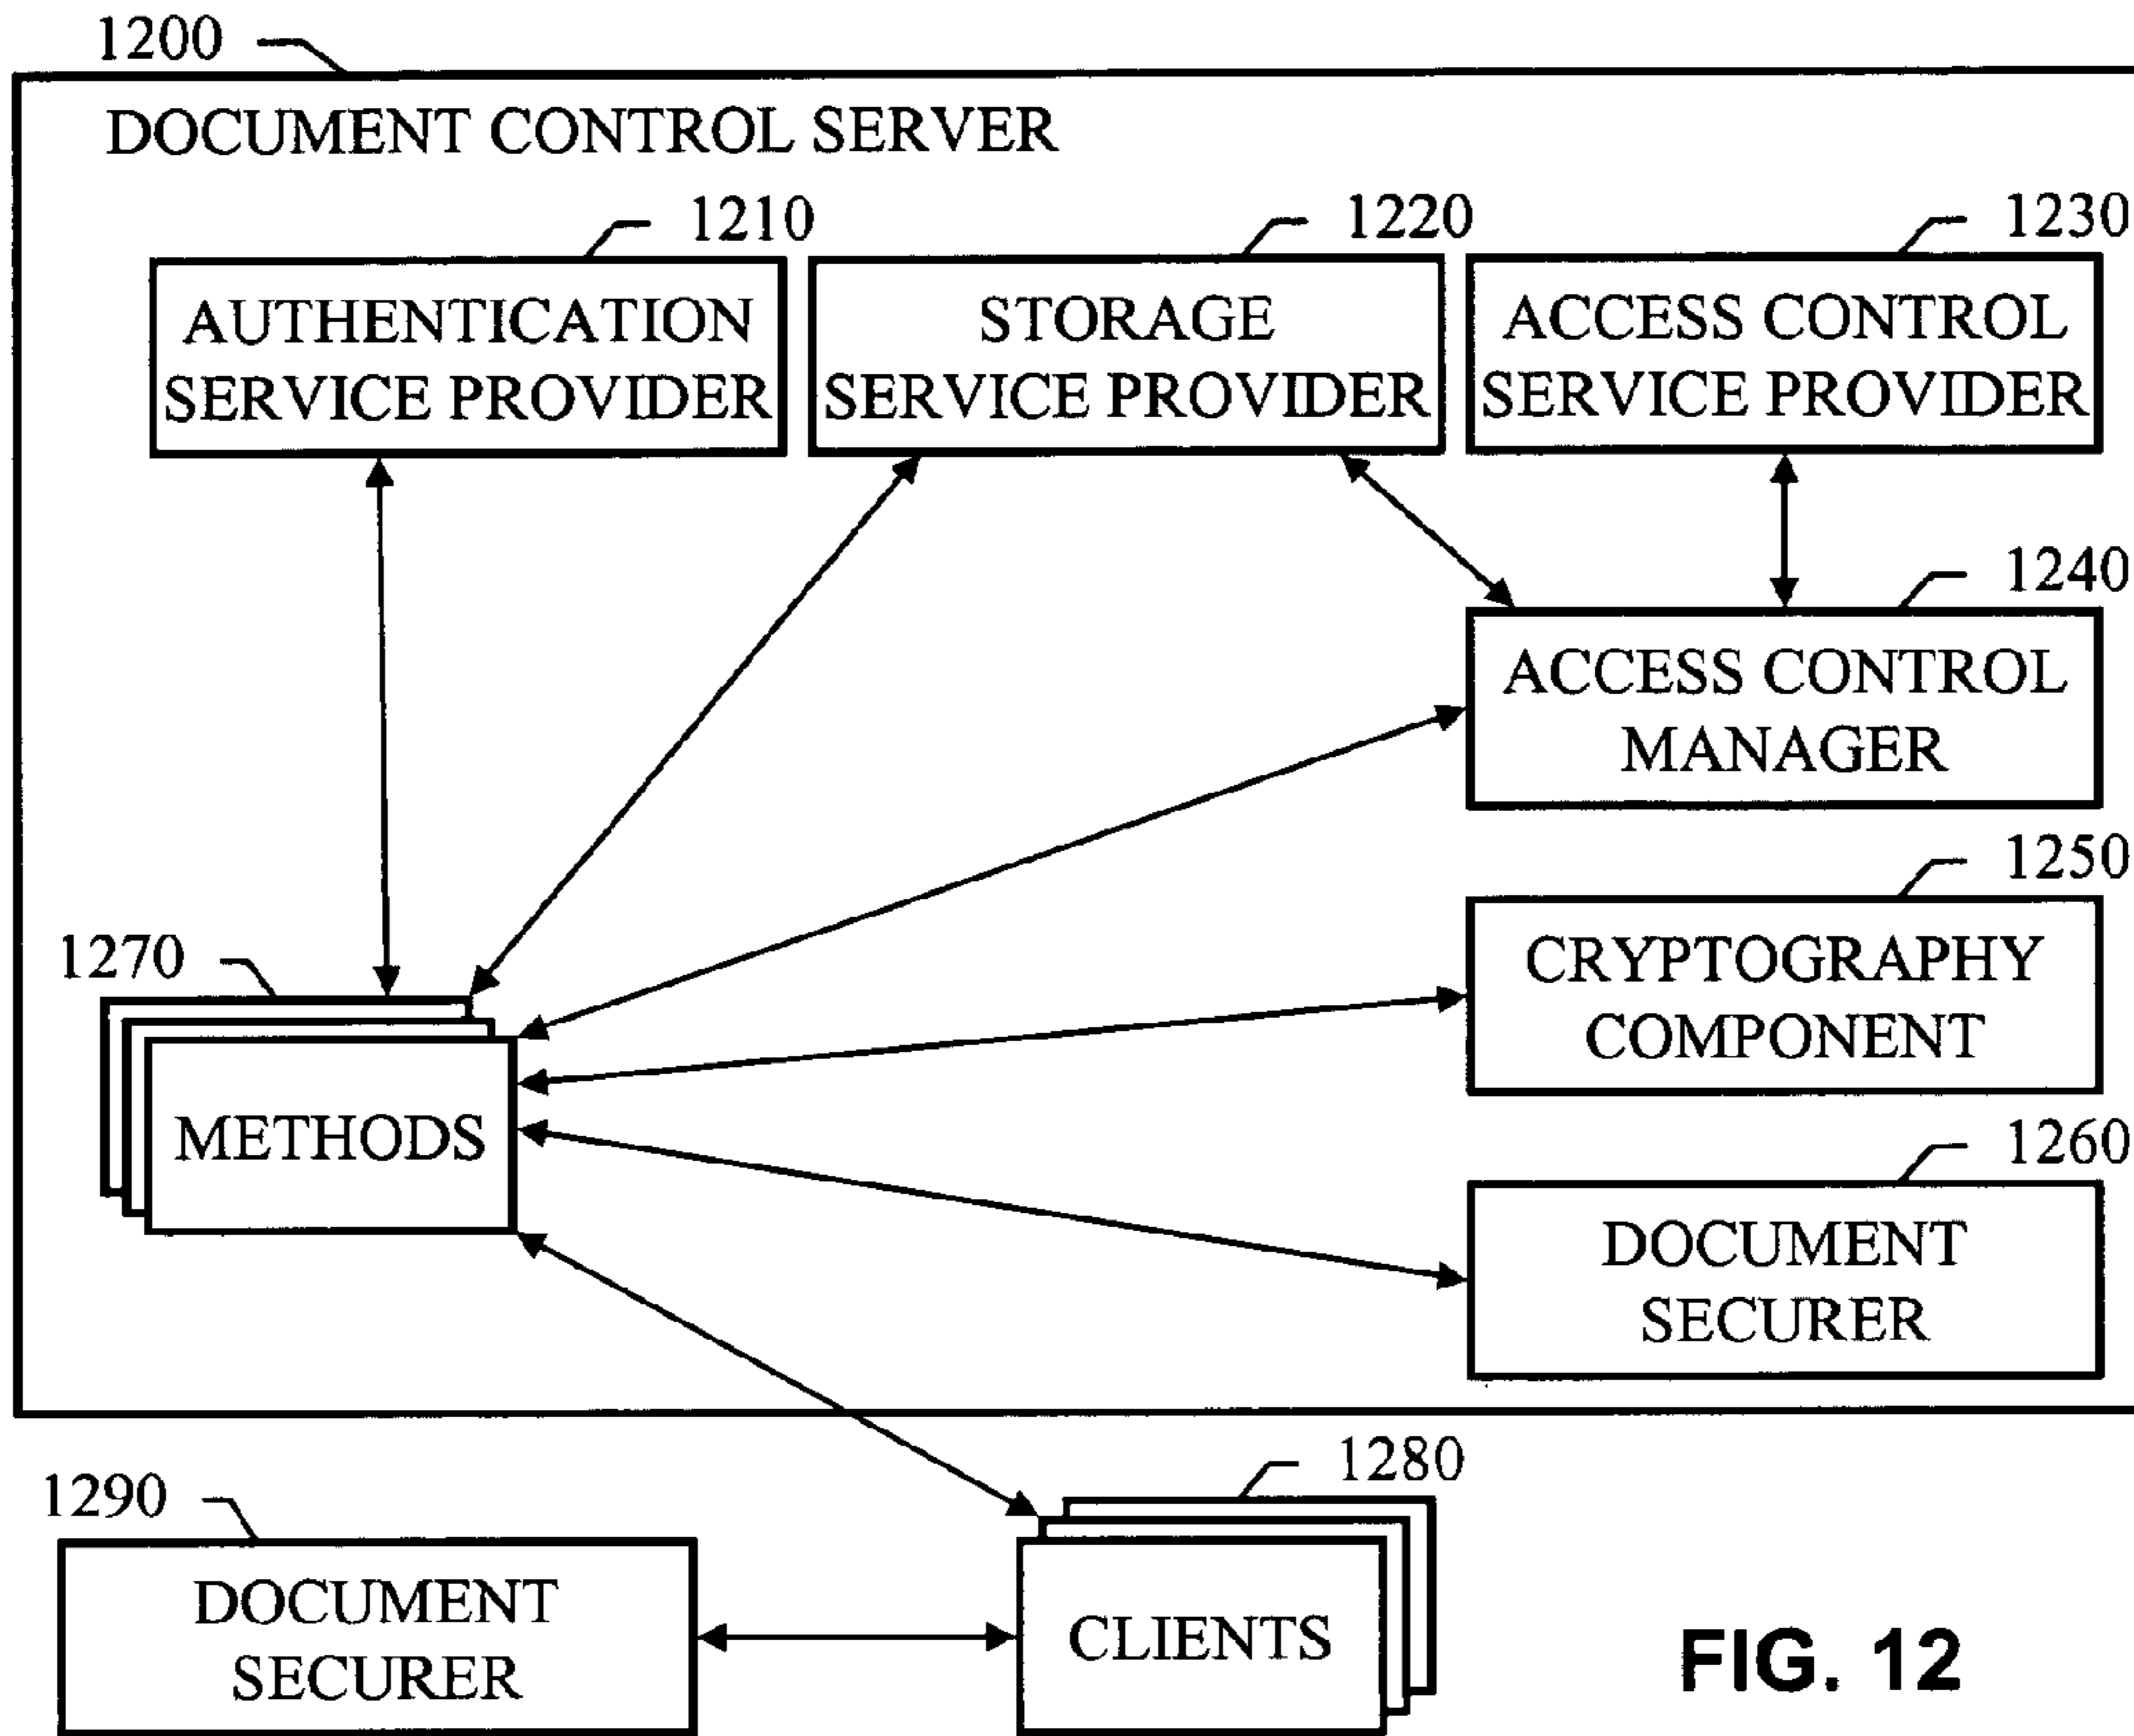 1200
DOCUMENT CONTROL SERVER
1210
1220
1230
AUTHENTICATION
SERVICE PROVIDER
STORAGE
SERVICE PROVIDER
ACCESS CONTROL
SERVICE PROVIDER
1240
ACCESS CONTROL
MANAGER
1250
CRYPTOGRAPHY
COMPONENT
1270
METHODS
1260
DOCUMENT
SECURER
1280
1290
DOCUMENT
SECURER
CLIENTS
FIG. 12